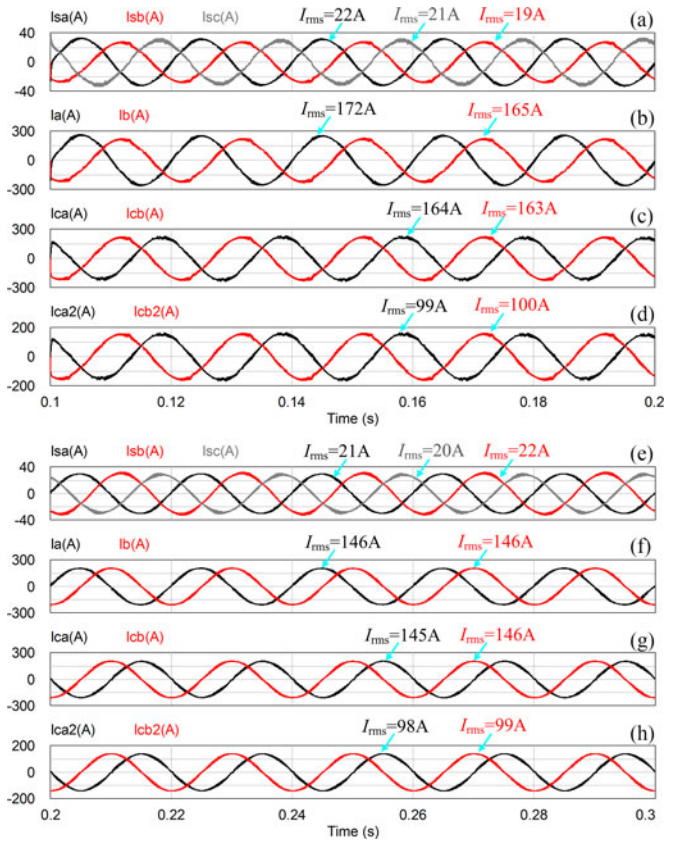 Isa(A) Isb(A) Isc(A) Irms=22A Irms=21A Irms=19A (a)
40
0
-40
Ia(A) Ib(A) Irms=172A Irms=165A (b)
300
0
-300
Ica(A) Icb(A) Irms=164A Irms=163A (c)
300
0
-300
Ica2(A) Icb2(A) Irms=99A Irms=100A (d)
200
0
-200
0.1 0.12 0.14 0.16 0.18 0.2
Time (s)
Isa(A) Isb(A) Isc(A) Irms=21A Irms=20A Irms=22A (e)
40
0
-40
Ia(A) Ib(A) Irms=146A Irms=146A (f)
300
0
-300
Ica(A) Icb(A) Irms=145A Irms=146A (g)
300
0
-300
Ica2(A) Icb2(A) Irms=98A Irms=99A (h)
200
0
-200
0.2 0.22 0.24 0.26 0.28 0.3
Time (s)